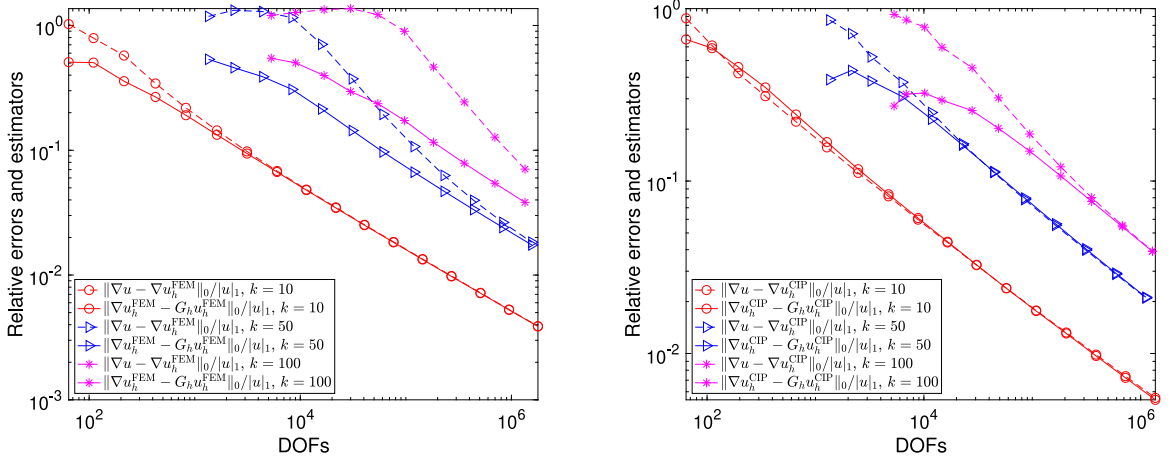 Relative errors and estimators
10^0
10^{-1}
10^{-2}
10^{-3}
‖∇u − ∇u_h^{FEM}‖_0/|u|_1, k = 10
‖∇u_h^{FEM} − G_h u_h^{FEM}‖_0/|u|_1, k = 10
‖∇u − ∇u_h^{FEM}‖_0/|u|_1, k = 50
‖∇u_h^{FEM} − G_h u_h^{FEM}‖_0/|u|_1, k = 50
‖∇u − ∇u_h^{FEM}‖_0/|u|_1, k = 100
‖∇u_h^{FEM} − G_h u_h^{FEM}‖_0/|u|_1, k = 100
10^2 10^4 10^6
DOFs
Relative errors and estimators
10^0
10^{-1}
10^{-2}
‖∇u − ∇u_h^{CIP}‖_0/|u|_1, k = 10
‖∇u_h^{CIP} − G_h u_h^{CIP}‖_0/|u|_1, k = 10
‖∇u − ∇u_h^{CIP}‖_0/|u|_1, k = 50
‖∇u_h^{CIP} − G_h u_h^{CIP}‖_0/|u|_1, k = 50
‖∇u − ∇u_h^{CIP}‖_0/|u|_1, k = 100
‖∇u_h^{CIP} − G_h u_h^{CIP}‖_0/|u|_1, k = 100
10^2 10^4 10^6
DOFs